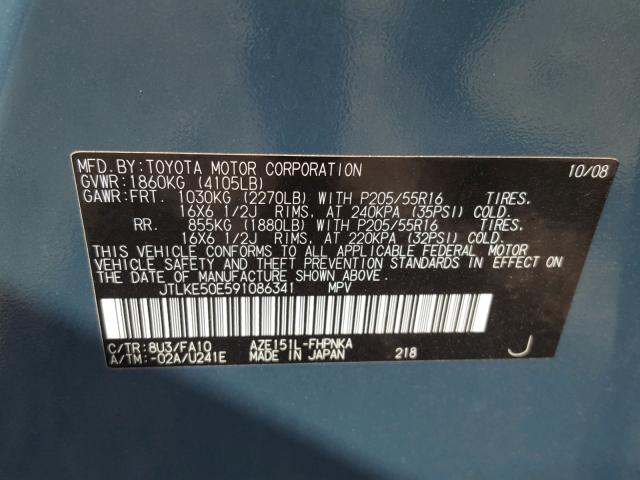 MFD.BY:TOYOTA MOTOR CORPORATION 10/08
GVWR:1860KG (4105LB)
GAWR:FRT. 1030KG (2270LB) WITH P205/55R16 TIRES.
16X6 1/2J RIMS, AT 240KPA (35PSI) COLD.
RR. 855KG (1880LB) WITH P205/55R16 TIRES.
16X6 1/2J RIMS, AT 220KPA (32PSI) COLD.
THIS VEHICLE CONFORMS TO ALL APPLICABLE FEDERAL MOTOR
VEHICLE SAFETY AND THEFT PREVENTION STANDARDS IN EFFECT ON
THE DATE OF MANUFACTURE SHOWN ABOVE.
JTLKE50E591086341 MPV
C/TR:8U3/FA10 AZE151L-FHPNKA
A/TM:-02A/U241E MADE IN JAPAN 218 J